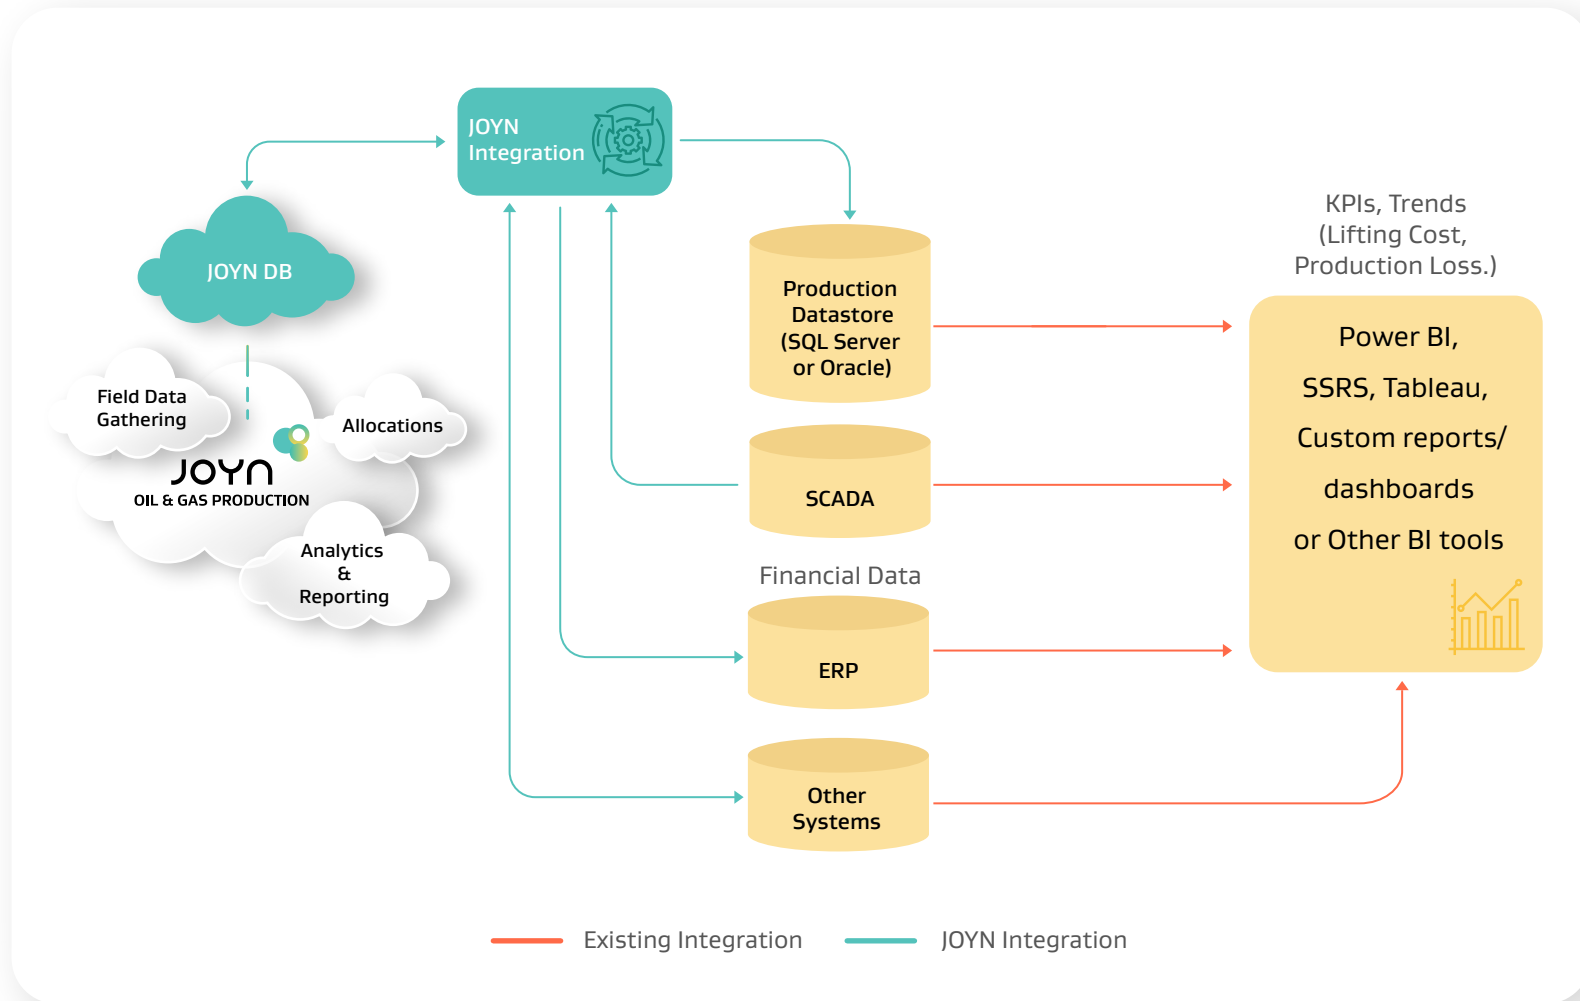 JOYN
Integration
JOYN DB
Field Data
Gathering
Allocations
JOYN
OIL & GAS PRODUCTION
Analytics
&
Reporting
Production
Datastore
(SQL Server
or Oracle)
SCADA
Financial Data
ERP
Other
Systems
KPIs, Trends
(Lifting Cost,
Production Loss.)
Power BI,
SSRS, Tableau,
Custom reports/
dashboards
or Other BI tools
Existing Integration
JOYN Integration